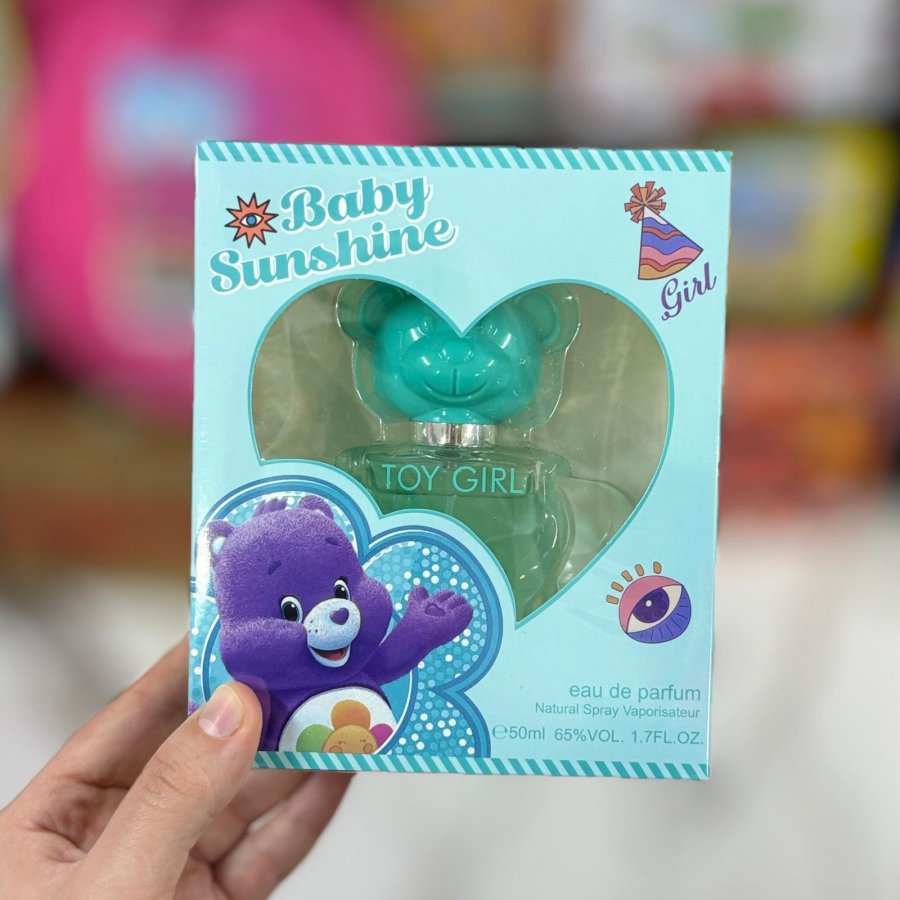 Baby
Sunshine
Girl
TOY GIRL
eau de parfum
Natural Spray Vaporisateur
℮50ml 65%VOL. 1.7FL.OZ.